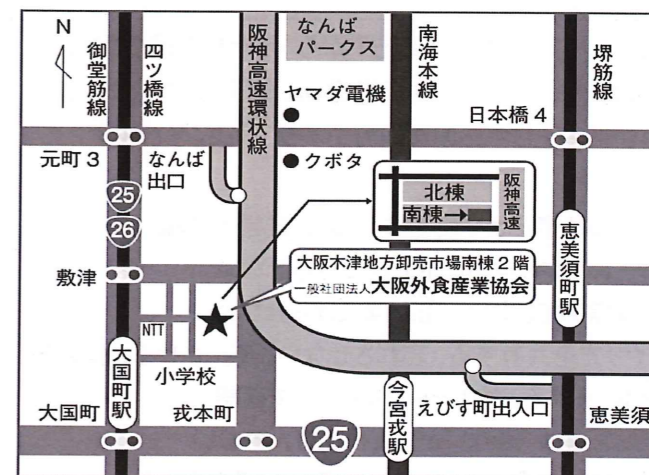 N
御堂筋線
四ツ橋線
阪神高速環状線
なんば
パークス
南海本線
堺筋線
ヤマダ電機
日本橋4
元町3
なんば
出口
クボタ
25
26
北棟
南棟→
阪神高速
恵美須町駅
敷津
大阪木津地方卸売市場南棟2階
一般社団法人大阪外食産業協会
NTT
小学校
大国町駅
大国町
戎本町
25
今宮戎駅
えびす町出入口
恵美須